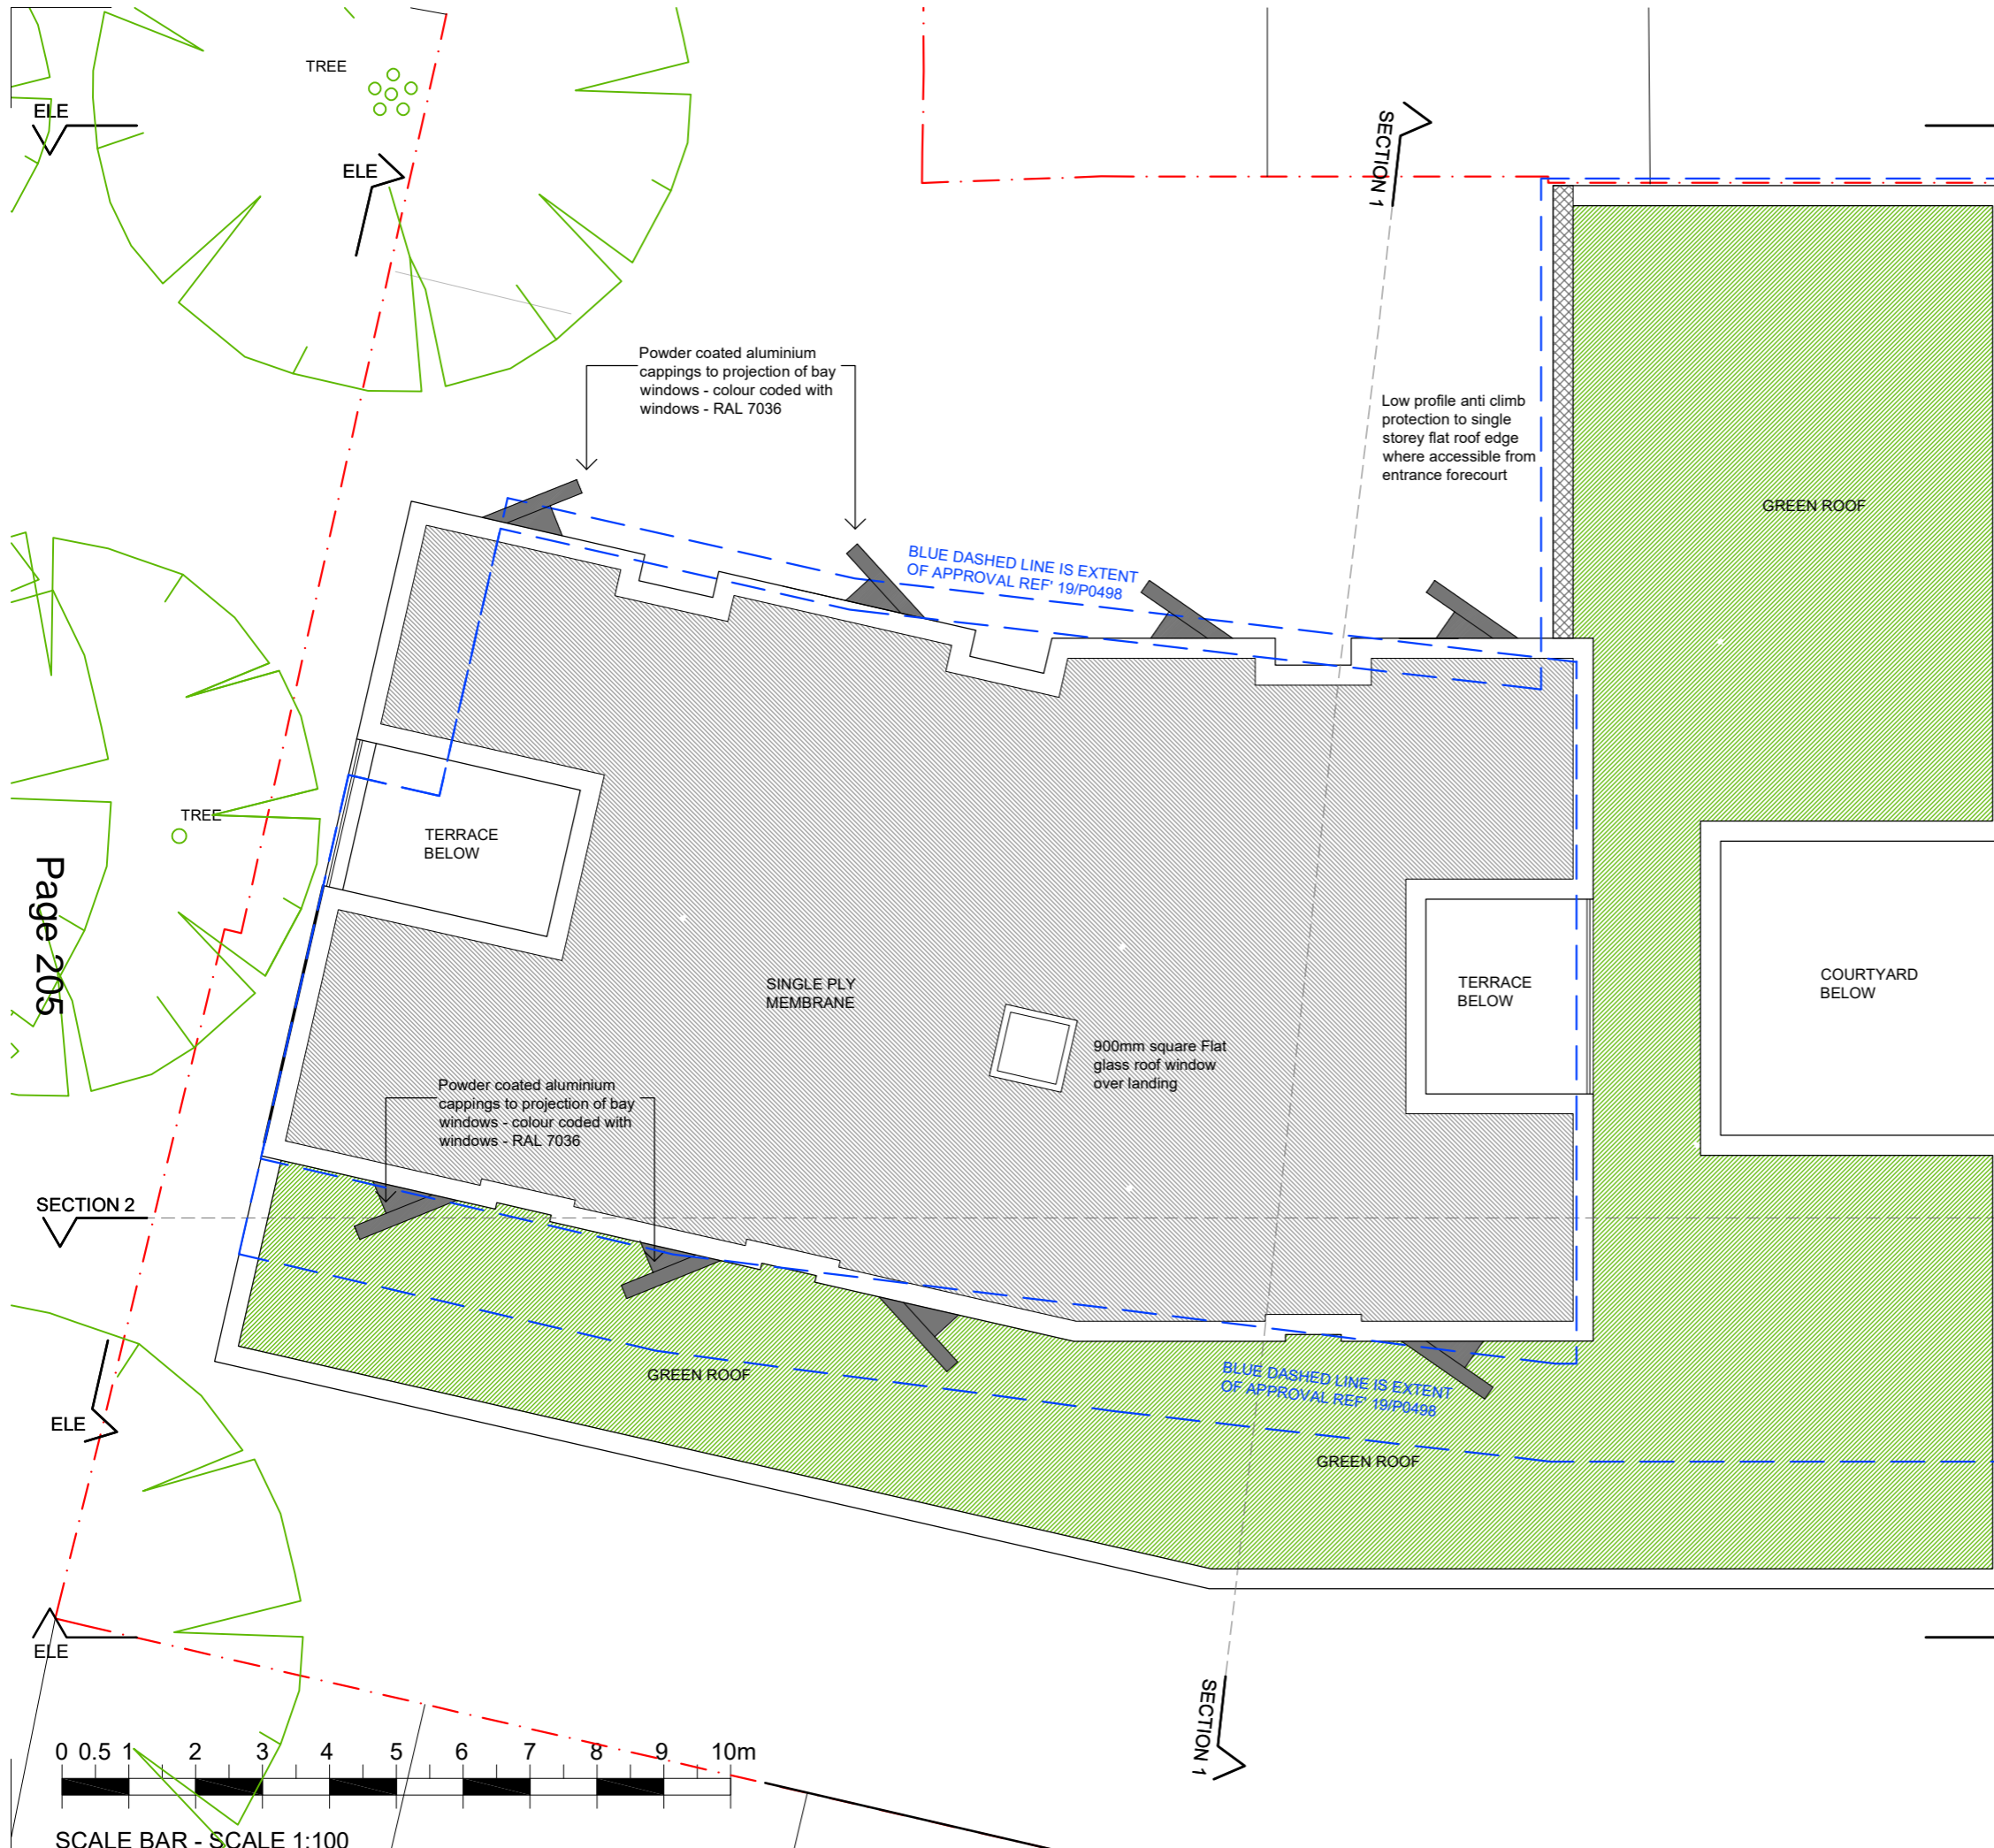 TREE
ELE
ELE
SECTION 1
Powder coated aluminium
cappings to projection of bay
windows - colour coded with
windows - RAL 7036
Low profile anti climb
protection to single
storey flat roof edge
where accessible from
entrance forecourt
GREEN ROOF
BLUE DASHED LINE IS EXTENT
OF APPROVAL REF' 19/P0498
TREE
TERRACE
BELOW
Page 205
SINGLE PLY
MEMBRANE
TERRACE
BELOW
COURTYARD
BELOW
900mm square Flat
glass roof window
over landing
Powder coated aluminium
cappings to projection of bay
windows - colour coded with
windows - RAL 7036
SECTION 2
GREEN ROOF
BLUE DASHED LINE IS EXTENT
OF APPROVAL REF' 19/P0498
ELE
GREEN ROOF
ELE
SECTION 1
0 0.5 1 2 3 4 5 6 7 8 9 10m
SCALE BAR - SCALE 1:100